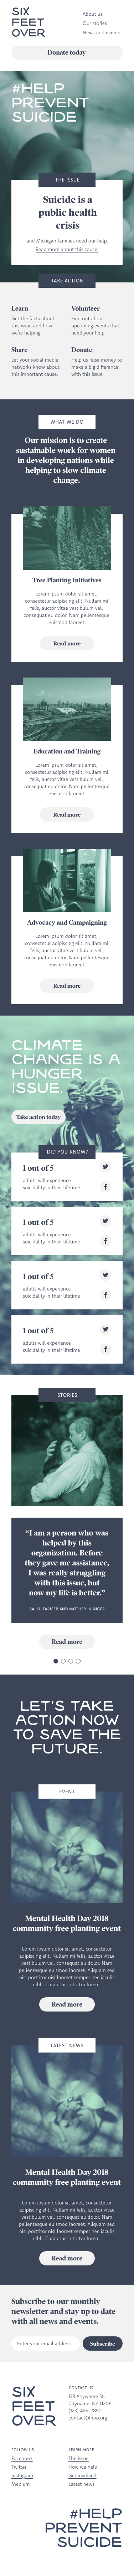 SIX
FEET
OVER
About us
Our stories
News and events
Donate today
#HELP
PREVENT
SUICIDE
THE ISSUE
Suicide is a
public health
crisis
and Michigan families need our help.
Read more about this cause.
TAKE ACTION
Learn
Get the facts about
this issue and how
we're helping.
Volunteer
Find out about
upcoming events that
need your help.
Share
Let your social media
networks know about
this important cause.
Donate
Help us raise money to
make a big difference
with this issue.
WHAT WE DO
Our mission is to create
sustainable work for women
in developing nations while
helping to slow climate
change.
Tree Planting Initiatives
Lorem ipsum dolor sit amet,
consectetur adipiscing elit. Nullam mi
felis, auctor vitae vestibulum vel,
consequat eu dolor. Nam pellentesque
euismod laoreet.
Read more
Education and Training
Lorem ipsum dolor sit amet,
consectetur adipiscing elit. Nullam mi
felis, auctor vitae vestibulum vel,
consequat eu dolor. Nam pellentesque
euismod laoreet.
Read more
Advocacy and Campaigning
Lorem ipsum dolor sit amet,
consectetur adipiscing elit. Nullam mi
felis, auctor vitae vestibulum vel,
consequat eu dolor. Nam pellentesque
euismod laoreet.
Read more
CLIMATE
CHANGE IS A
HUNGER
ISSUE
Take action today
DID YOU KNOW?
1 out of 5
adults will experience
suicidality in their lifetime
1 out of 5
adults will experience
suicidality in their lifetime
1 out of 5
adults will experience
suicidality in their lifetime
1 out of 5
adults will experience
suicidality in their lifetime
STORIES
“I am a person who was
helped by this
organization. Before
they gave me assistance,
I was really struggling
with this issue, but
now my life is better.”
BALKI, FARMER AND MOTHER IN NIGER
Read more
LET'S TAKE
ACTION NOW
TO SAVE THE
FUTURE.
EVENT
Mental Health Day 2018
community free planting event
Lorem ipsum dolor sit amet, consectetur
adipiscing elit. Nullam mi felis, auctor vitae
vestibulum vel, consequat eu dolor. Nam
pellentesque euismod laoreet. Aliquam sed
nisl porttitor nisl laoreet semper nec iaculis
nibh. Curabitur in tortor lorem.
Read more
LATEST NEWS
Mental Health Day 2018
community free planting event
Lorem ipsum dolor sit amet, consectetur
adipiscing elit. Nullam mi felis, auctor vitae
vestibulum vel, consequat eu dolor. Nam
pellentesque euismod laoreet. Aliquam sed
nisl porttitor nisl laoreet semper nec iaculis
nibh. Curabitur in tortor lorem.
Read more
Subscribe to our monthly
newsletter and stay up to date
with all news and events.
Enter your email address
Subscribe
SIX
FEET
OVER
CONTACT US
123 Anywhere St.
Cityname, NY 11206
(123) 456-7890
contact@npo.org
FOLLOW US
Facebook
Twitter
Instagram
Medium
LEARN MORE
The issue
How we help
Get involved
Latest news
#HELP
PREVENT
SUICIDE